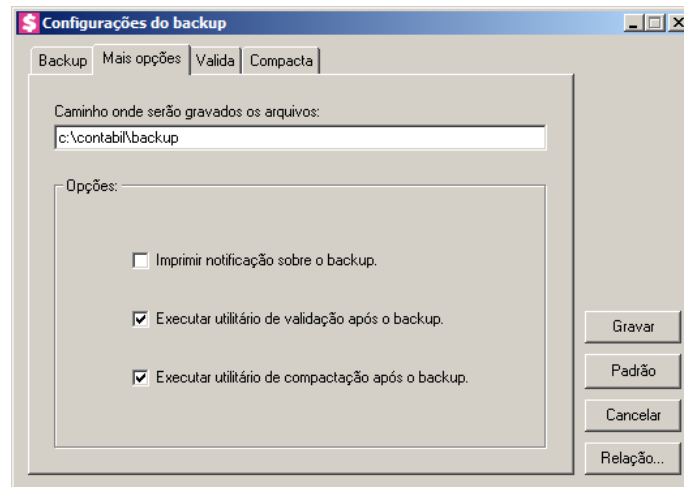 Configurações do backup
Backup Mais opções Valida Compacta
Caminho onde serão gravados os arquivos:
c:\contabil\backup
Opções:
Imprimir notificação sobre o backup.
Executar utilitário de validação após o backup.
Executar utilitário de compactação após o backup.
Gravar
Padrão
Cancelar
Relação...